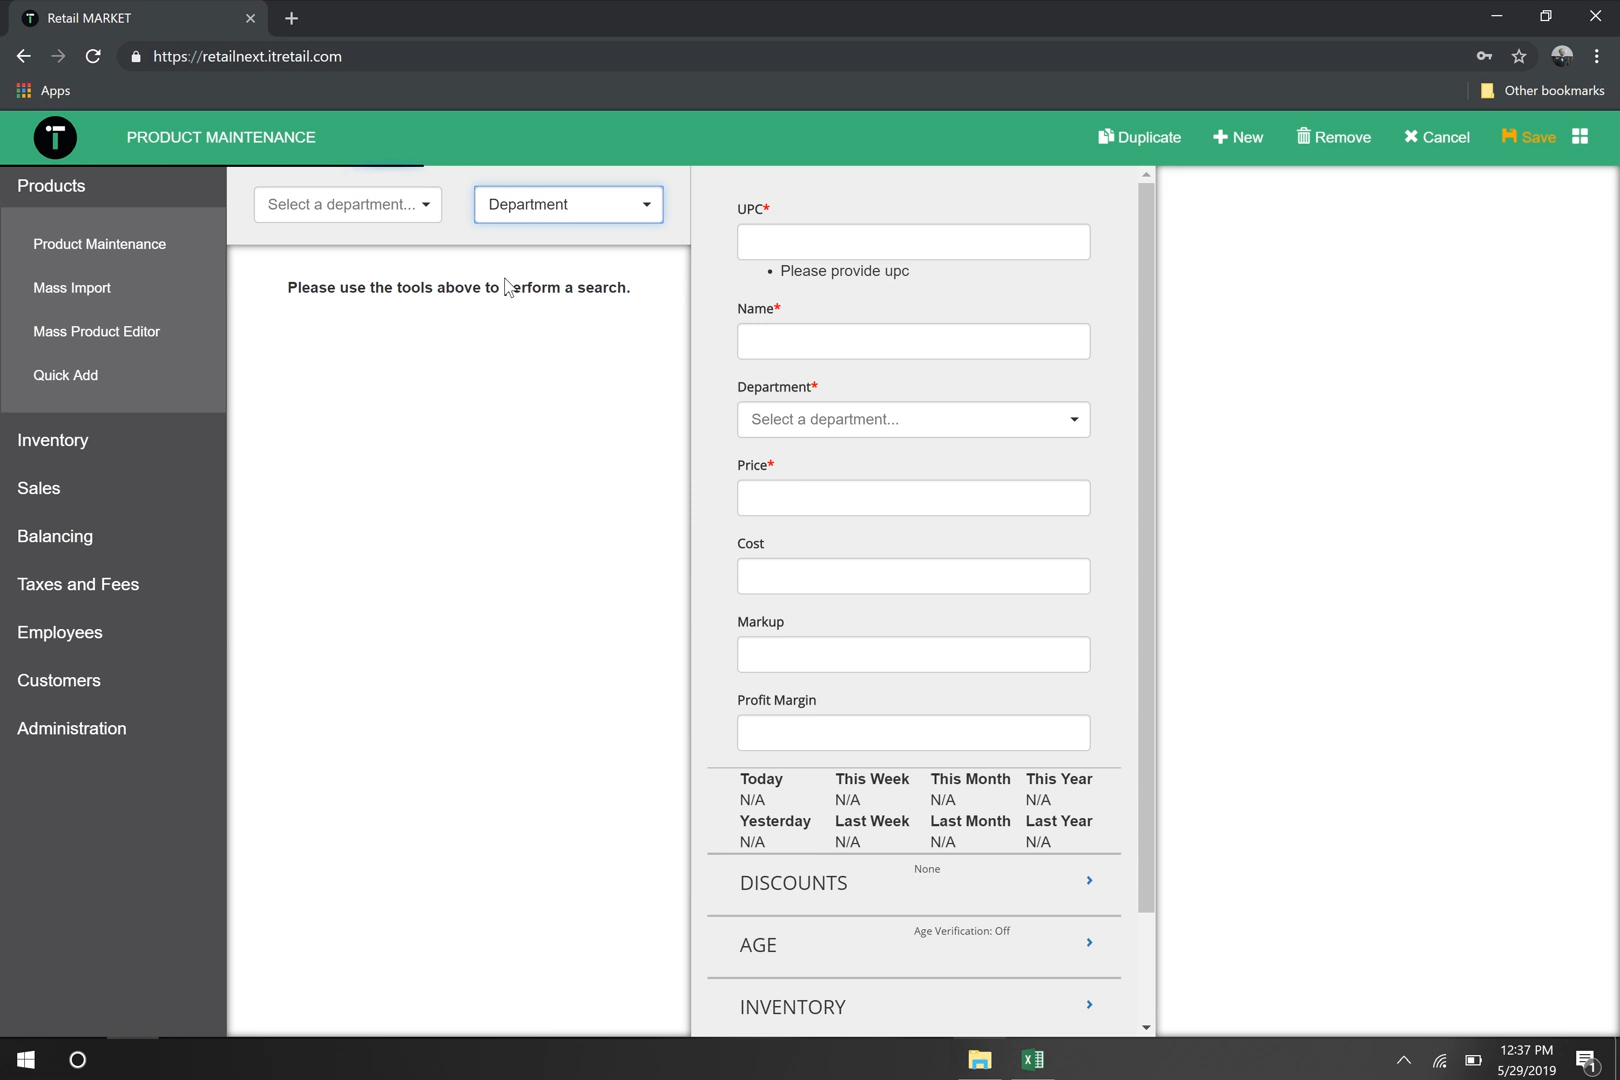 Retail MARKET
https://retailnext.itretail.com
Apps
Other bookmarks
PRODUCT MAINTENANCE
Duplicate
New
Remove
Cancel
Save
Products
Product Maintenance
Mass Import
Mass Product Editor
Quick Add
Inventory
Sales
Balancing
Taxes and Fees
Employees
Customers
Administration
Select a department...
Department
Please use the tools above to perform a search.
UPC*
• Please provide upc
Name*
Department*
Select a department...
Price*
Cost
Markup
Profit Margin
Today This Week This Month This Year
N/A N/A N/A N/A
Yesterday Last Week Last Month Last Year
N/A N/A N/A N/A
DISCOUNTS None
AGE Age Verification: Off
INVENTORY
12:37 PM
5/29/2019
1